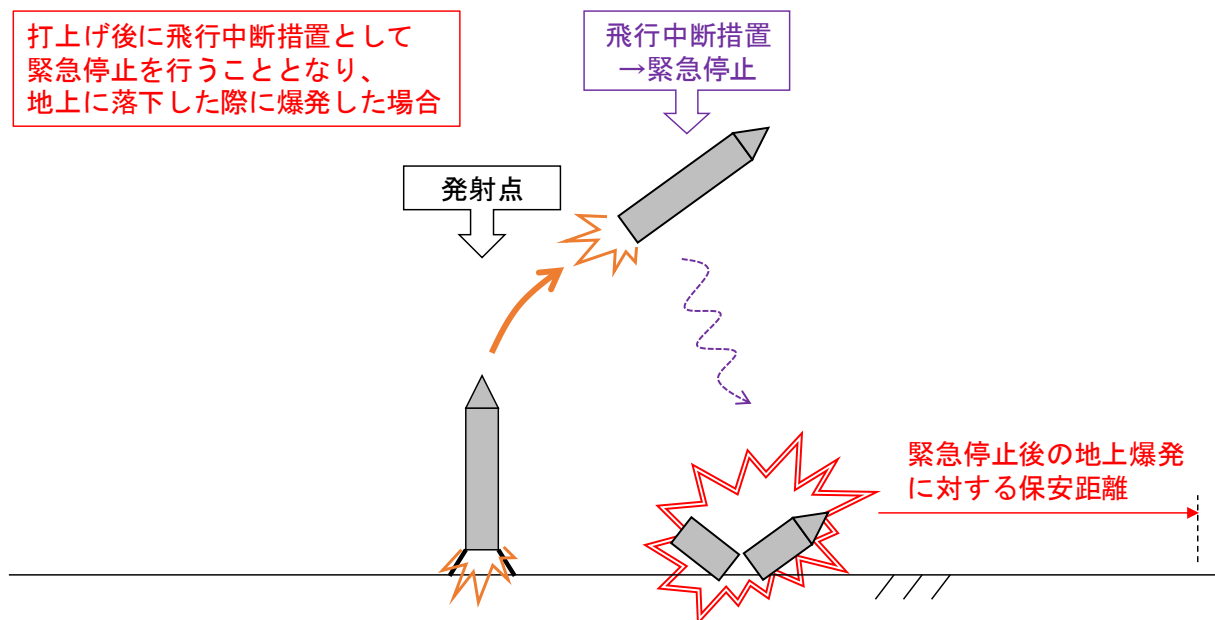 打上げ後に飛行中断措置として
緊急停止を行うこととなり、
地上に落下した際に爆発した場合
飛行中断措置
→緊急停止
発射点
緊急停止後の地上爆発
に対する保安距離